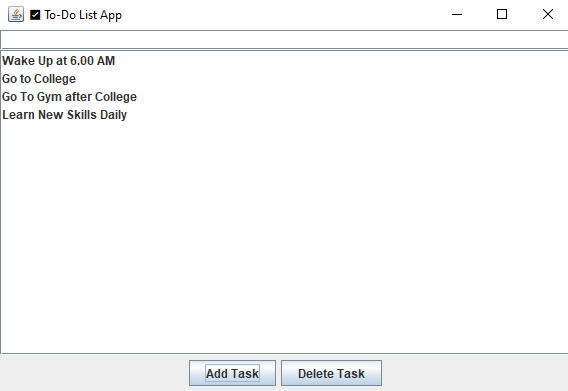 ☑ To-Do List App
Wake Up at 6.00 AM
Go to College
Go To Gym after College
Learn New Skills Daily
Add Task
Delete Task